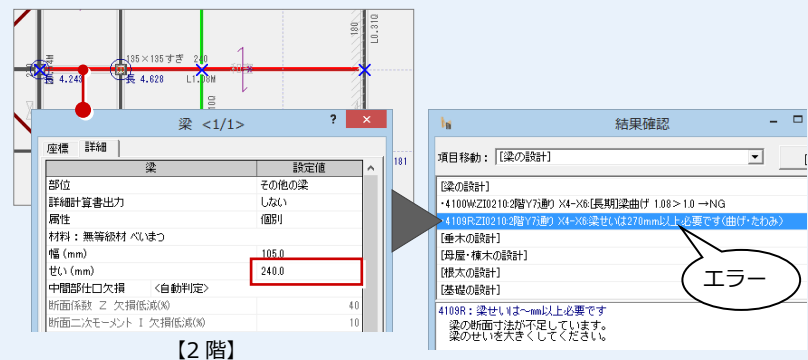 180
L0.31Q
135×135すぎ 240
長 4.243
長 4.628 L1.08M
181
梁 <1/1>
? ×
座標 詳細
梁 設定値
部位 その他の梁
詳細計算書出力 しない
属性 個別
材料：無等級材 べいまつ
幅 (mm) 105.0
せい (mm) 240.0
中間部仕口欠損 <自動判定>
断面係数 Z 欠損低減(%) 40
断面二次モーメント I 欠損低減(%) 10
【2 階】
結果確認
項目移動： [梁の設計]
[梁の設計]
・4100W:ZI0210:2階Y7通り X4-X6:[長期]梁曲げ 1.08＞1.0 →NG
・4109R:ZI0210:2階Y7通り X4-X6:梁せいは270mm以上必要です(曲げ・たわみ)
[垂木の設計]
[母屋・棟木の設計]
[根太の設計]
[基礎の設計]
エラー
4109R：梁せいは～mm以上必要です
梁の断面寸法が不足しています。
梁のせいを大きくしてください。